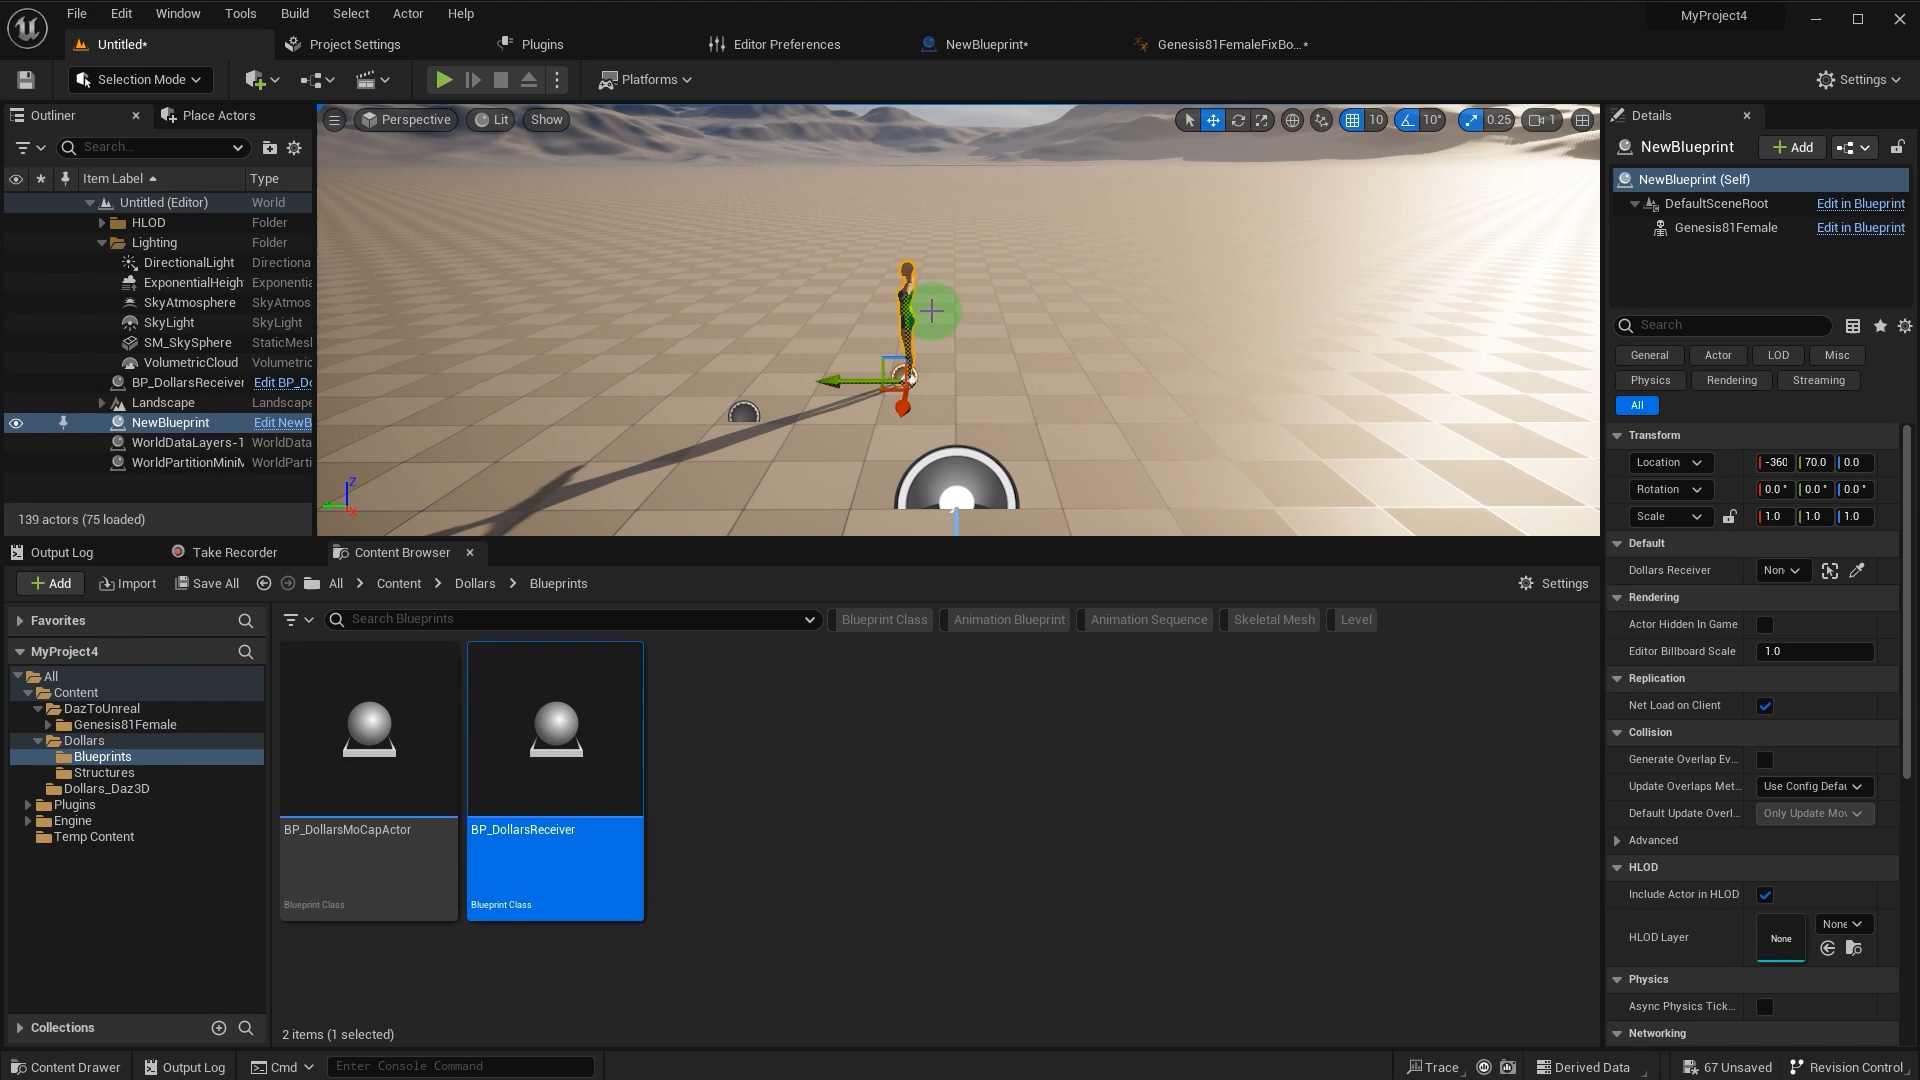 File Edit Window Tools Build Select Actor Help MyProject4
Untitled* Project Settings Plugins Editor Preferences NewBlueprint* Genesis81FemaleFixBo...*
Selection Mode Platforms Settings
Outliner Place Actors
Perspective Lit Show 10 10° 0.25 1
Details
Search...
NewBlueprint Add
Item Label Type
NewBlueprint (Self)
Untitled (Editor) World
DefaultSceneRoot Edit in Blueprint
HLOD Folder
Genesis81Female Edit in Blueprint
Lighting Folder
DirectionalLight Directiona
ExponentialHeigh Exponentia
SkyAtmosphere SkyAtmos
SkyLight SkyLight
Search
SM_SkySphere StaticMesl
General Actor LOD Misc
VolumetricCloud Volumetric
BP_DollarsReceiver Edit BP_Do
Physics Rendering Streaming
Landscape Landscape
All
NewBlueprint Edit NewB
WorldDataLayers-1 WorldData
WorldPartitionMiniM WorldParti
Z
X
139 actors (75 loaded)
Transform
Location -360 70.0 0.0
Rotation 0.0° 0.0° 0.0°
Scale 1.0 1.0 1.0
Default
Dollars Receiver Non
Rendering
Actor Hidden In Game
Editor Billboard Scale 1.0
Replication
Net Load on Client
Collision
Generate Overlap Ev...
Update Overlaps Met... Use Config Defau
Default Update Overl... Only Update Mov
Advanced
HLOD
Include Actor in HLOD
HLOD Layer None None
Physics
Async Physics Tick...
Networking
Output Log Take Recorder Content Browser
Add Import Save All All Content Dollars Blueprints Settings
Favorites
Search Blueprints Blueprint Class Animation Blueprint Animation Sequence Skeletal Mesh Level
MyProject4
All
Content
DazToUnreal
Genesis81Female
Dollars
Blueprints
Structures
Dollars_Daz3D
Plugins
Engine
Temp Content
BP_DollarsMoCapActor
Blueprint Class
BP_DollarsReceiver
Blueprint Class
Collections
2 items (1 selected)
Content Drawer Output Log Cmd Enter Console Command Trace Derived Data 67 Unsaved Revision Control